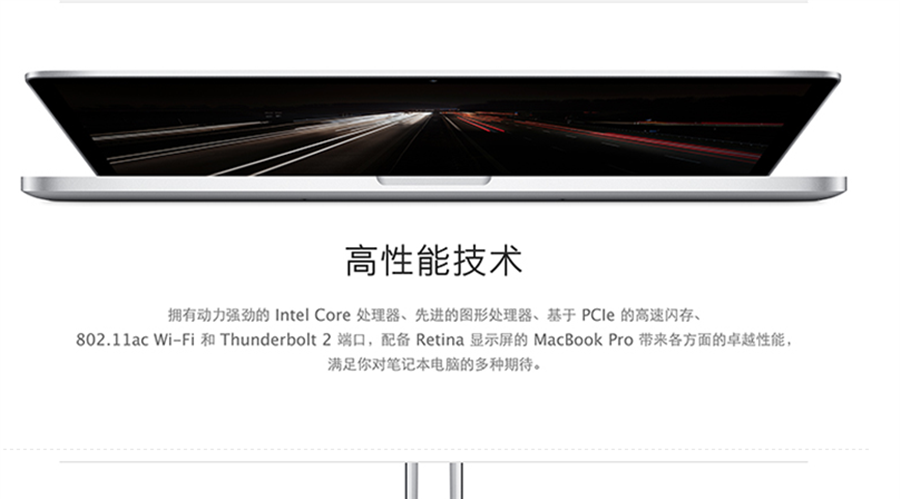 高性能技术
拥有动力强劲的 Intel Core 处理器、先进的图形处理器、基于 PCIe 的高速闪存、
802.11ac Wi-Fi 和 Thunderbolt 2 端口，配备 Retina 显示屏的 MacBook Pro 带来各方面的卓越性能，
满足你对笔记本电脑的多种期待。